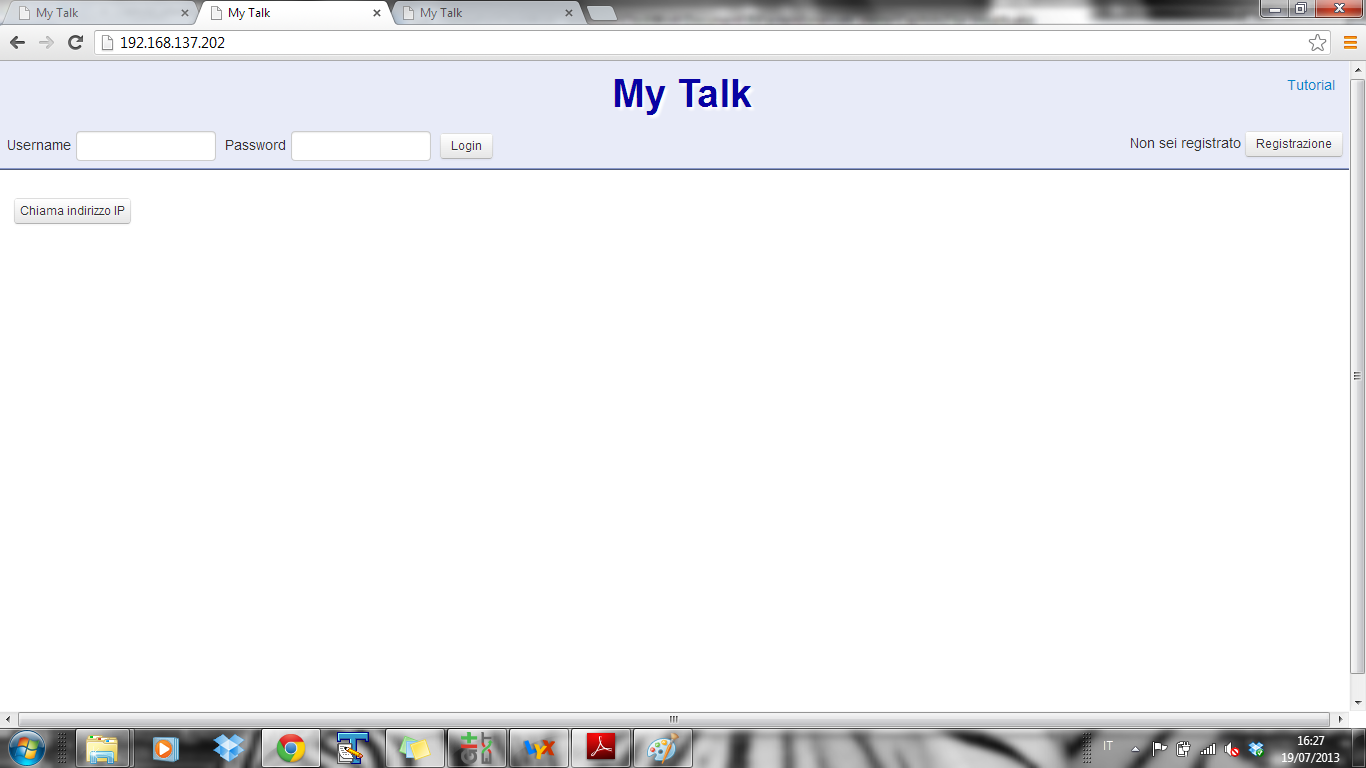 My Talk
My Talk
My Talk
192.168.137.202
My Talk
Tutorial
Username
Password
Login
Non sei registrato
Registrazione
Chiama indirizzo IP
IT
16:27
19/07/2013